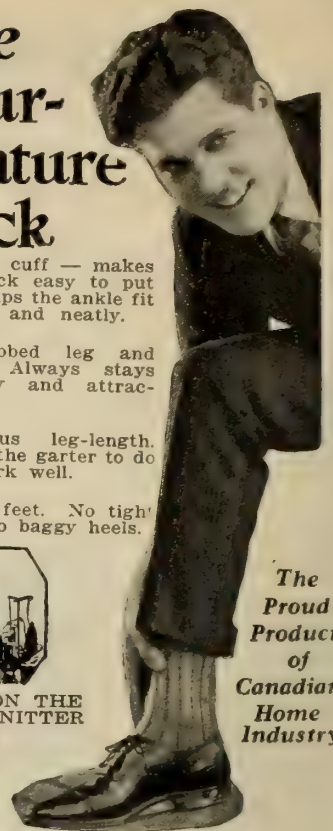 e
ur-
ature
ck
cuff — makes
ck easy to put
ps the ankle fit
and neatly.
bbed leg and
Always stays
y and attrac-
us leg-length.
the garter to do
rk well.
feet. No tigh
o baggy heels.
ON THE
NITTER
The
Proud
Product
of
Canadian
Home
Industry